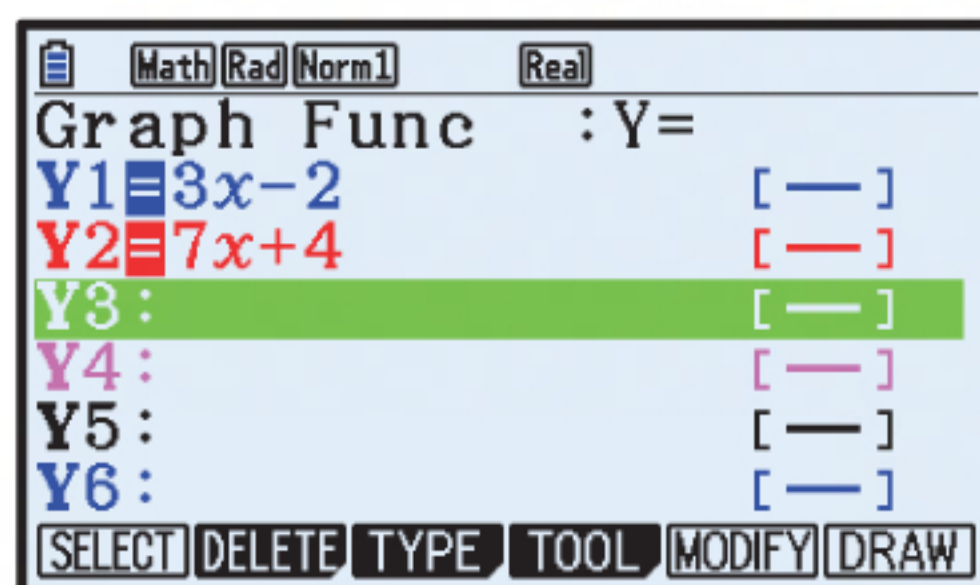 Math Rad Norm1 Real
Graph Func :Y=
Y1=3x-2 [—]
Y2=7x+4 [—]
Y3: [—]
Y4: [—]
Y5: [—]
Y6: [—]
SELECT DELETE TYPE TOOL MODIFY DRAW